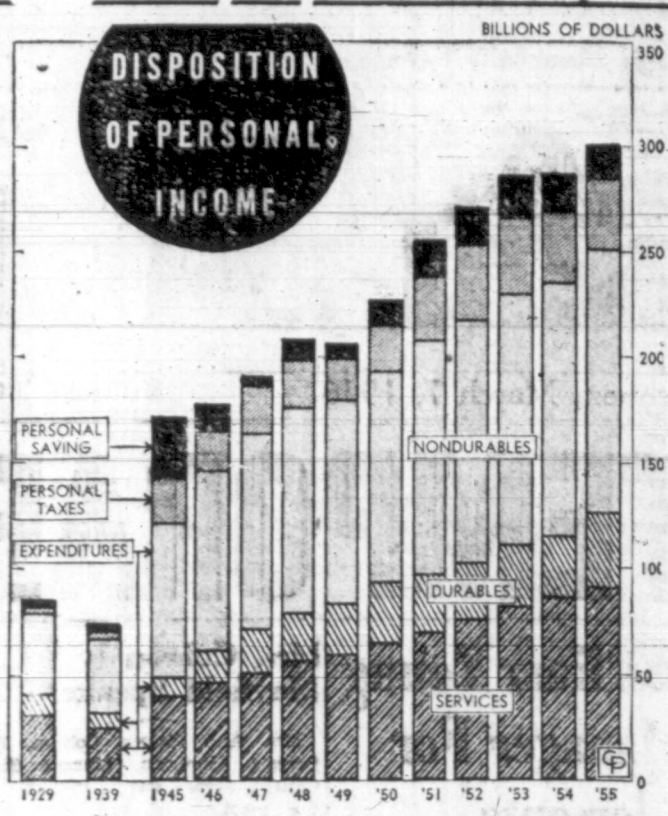 BILLIONS OF DOLLARS
DISPOSITION
OF PERSONAL
INCOME
350
300
250
200
150
100
50
0
PERSONAL
SAVING
PERSONAL
TAXES
EXPENDITURES
NONDURABLES
DURABLES
SERVICES
CP
1929
1939
1945
'46
'47
'48
'49
'50
'51
'52
'53
'54
'55